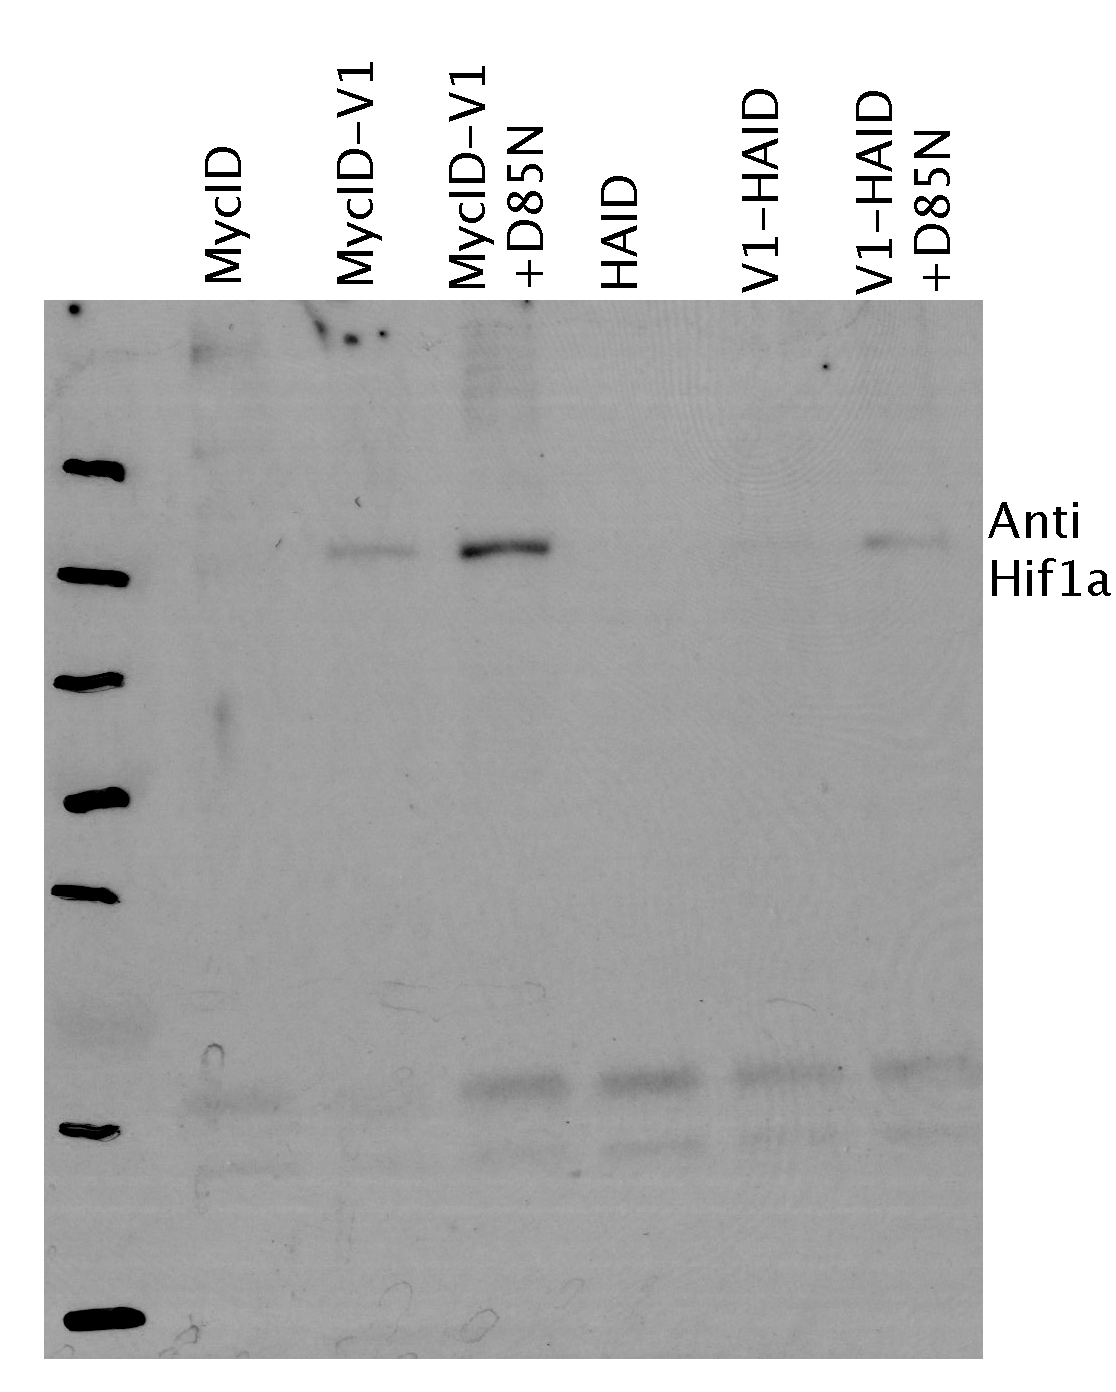 MycID
MycID-V1
MycID-V1
+D85N
HAID
V1-HAID
V1-HAID
+D85N
Anti
Hif1a